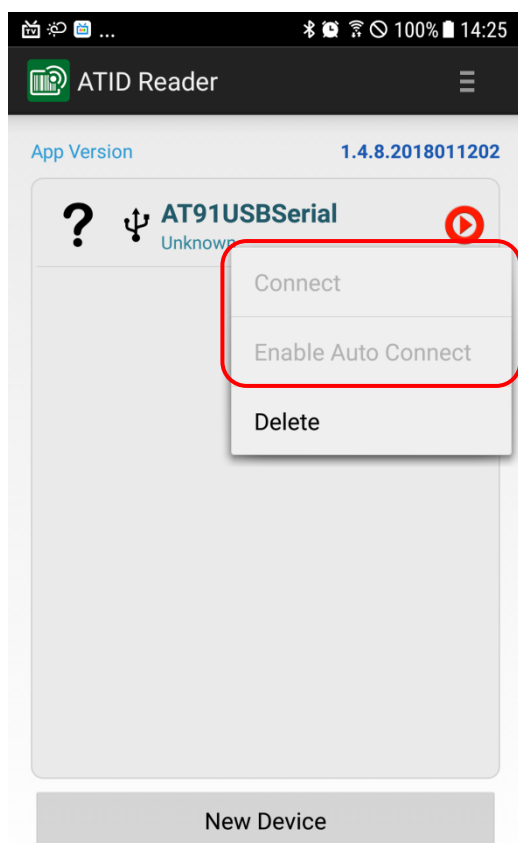 ... 100% 14:25
ATID Reader
App Version 1.4.8.2018011202
? AT91USBSerial
Unknown
Connect
Enable Auto Connect
Delete
New Device